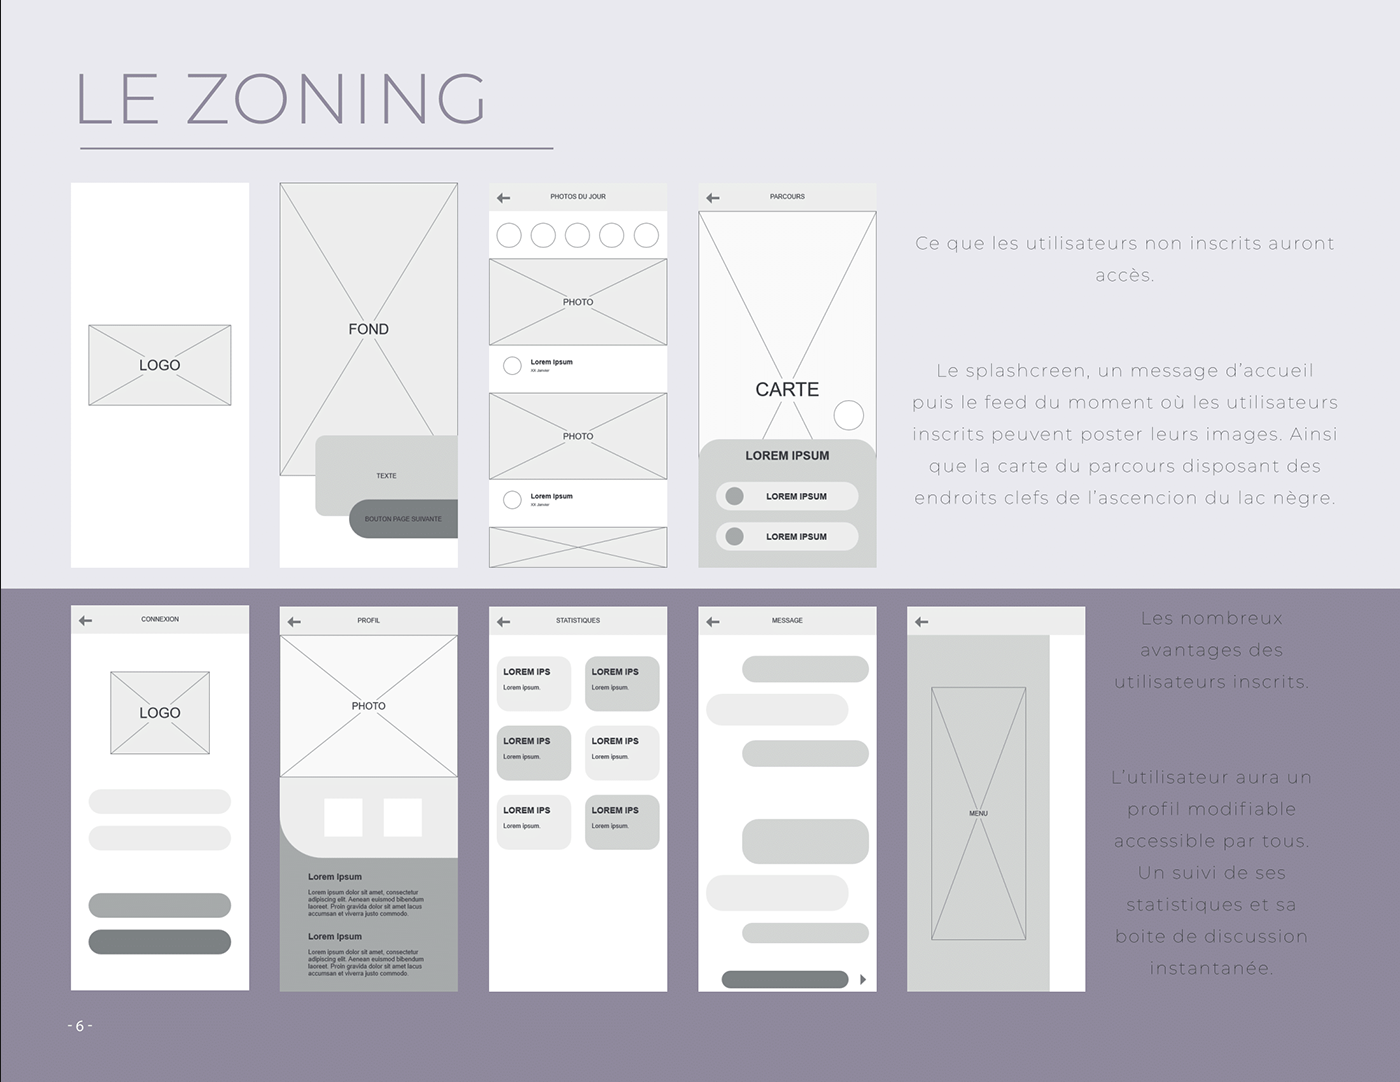 LE ZONING
LOGO
FOND
TEXTE
BOUTON PAGE SUIVANTE
PHOTOS DU JOUR
PHOTO
Lorem Ipsum
XX Janvier
PHOTO
Lorem Ipsum
XX Janvier
PARCOURS
CARTE
LOREM IPSUM
LOREM IPSUM
LOREM IPSUM
Ce que les utilisateurs non inscrits auront
accès.
Le splashcreen, un message d'accueil
puis le feed du moment où les utilisateurs
inscrits peuvent poster leurs images. Ainsi
que la carte du parcours disposant des
endroits clefs de l'ascencion du lac nègre.
CONNEXION
LOGO
PROFIL
PHOTO
Lorem Ipsum
Lorem ipsum dolor sit amet, consectetur
adipiscing elit. Aenean euismod bibendum
laoreet. Proin gravida dolor sit amet lacus
accumsan et viverra justo commodo.
Lorem Ipsum
Lorem ipsum dolor sit amet, consectetur
adipiscing elit. Aenean euismod bibendum
laoreet. Proin gravida dolor sit amet lacus
accumsan et viverra justo commodo.
STATISTIQUES
LOREM IPS
Lorem ipsum.
LOREM IPS
Lorem ipsum.
LOREM IPS
Lorem ipsum.
LOREM IPS
Lorem ipsum.
LOREM IPS
Lorem ipsum.
LOREM IPS
Lorem ipsum.
MESSAGE
MENU
Les nombreux
avantages des
utilisateurs inscrits.
L'utilisateur aura un
profil modifiable
accessible par tous.
Un suivi de ses
statistiques et sa
boite de discussion
instantanée.
- 6 -